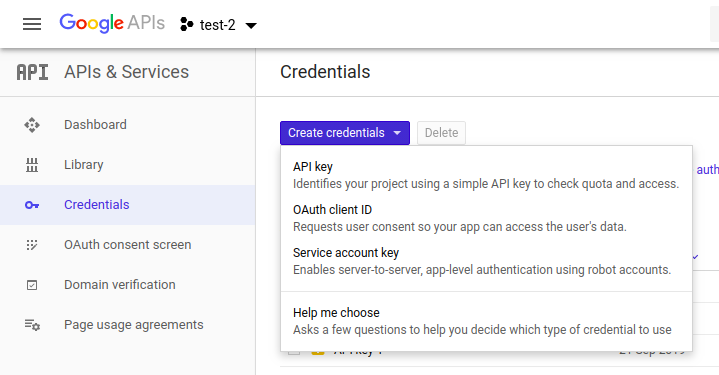 Google APIs
test-2
API
APIs & Services
Credentials
Dashboard
Library
Credentials
OAuth consent screen
Domain verification
Page usage agreements
Create credentials
Delete
API key
Identifies your project using a simple API key to check quota and access.
auth
OAuth client ID
Requests user consent so your app can access the user's data.
Service account key
Enables server-to-server, app-level authentication using robot accounts.
Help me choose
Asks a few questions to help you decide which type of credential to use